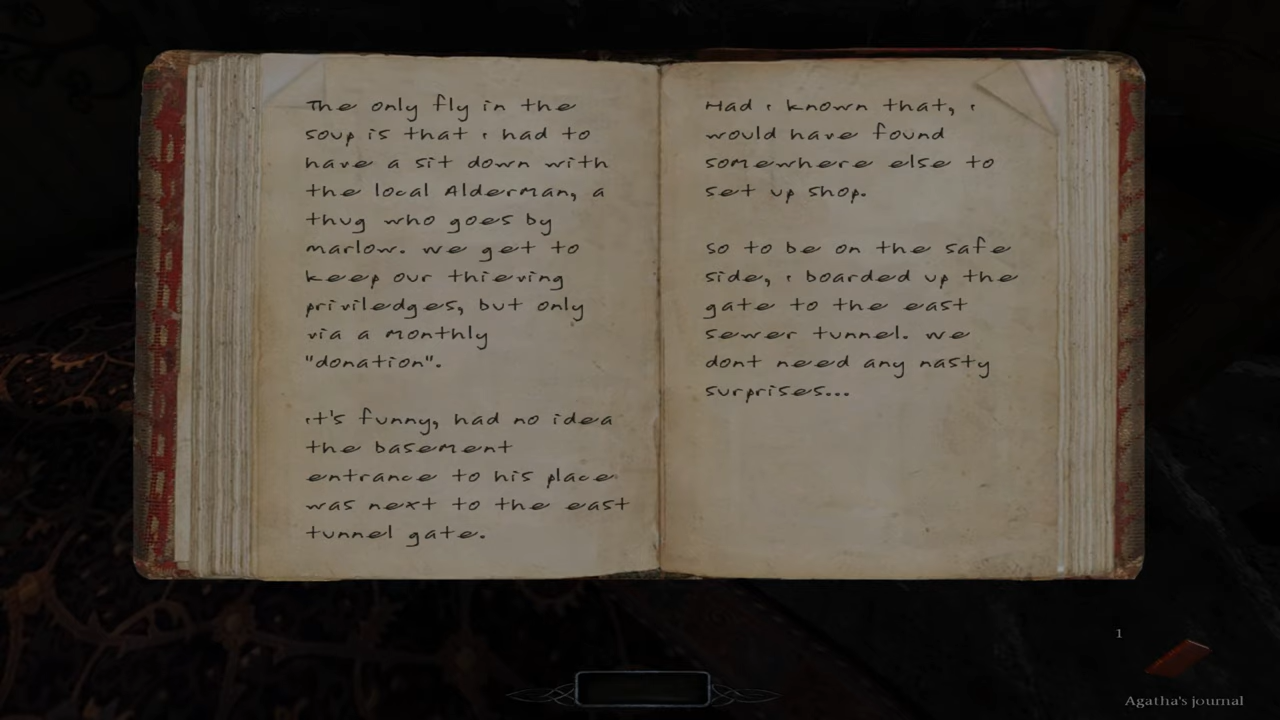 The only fly in the
soup is that i had to
have a sit down with
the local Alderman, a
thug who goes by
marlow. we get to
keep our thieving
priviledges, but only
via a monthly
"donation".
it's funny, had no idea
the basement
entrance to his place
was next to the east
tunnel gate.
Had i known that, i
would have found
somewhere else to
set up shop.
so to be on the safe
side, i boarded up the
gate to the east
sewer tunnel. we
dont need any nasty
surprises...
1
Agatha's journal